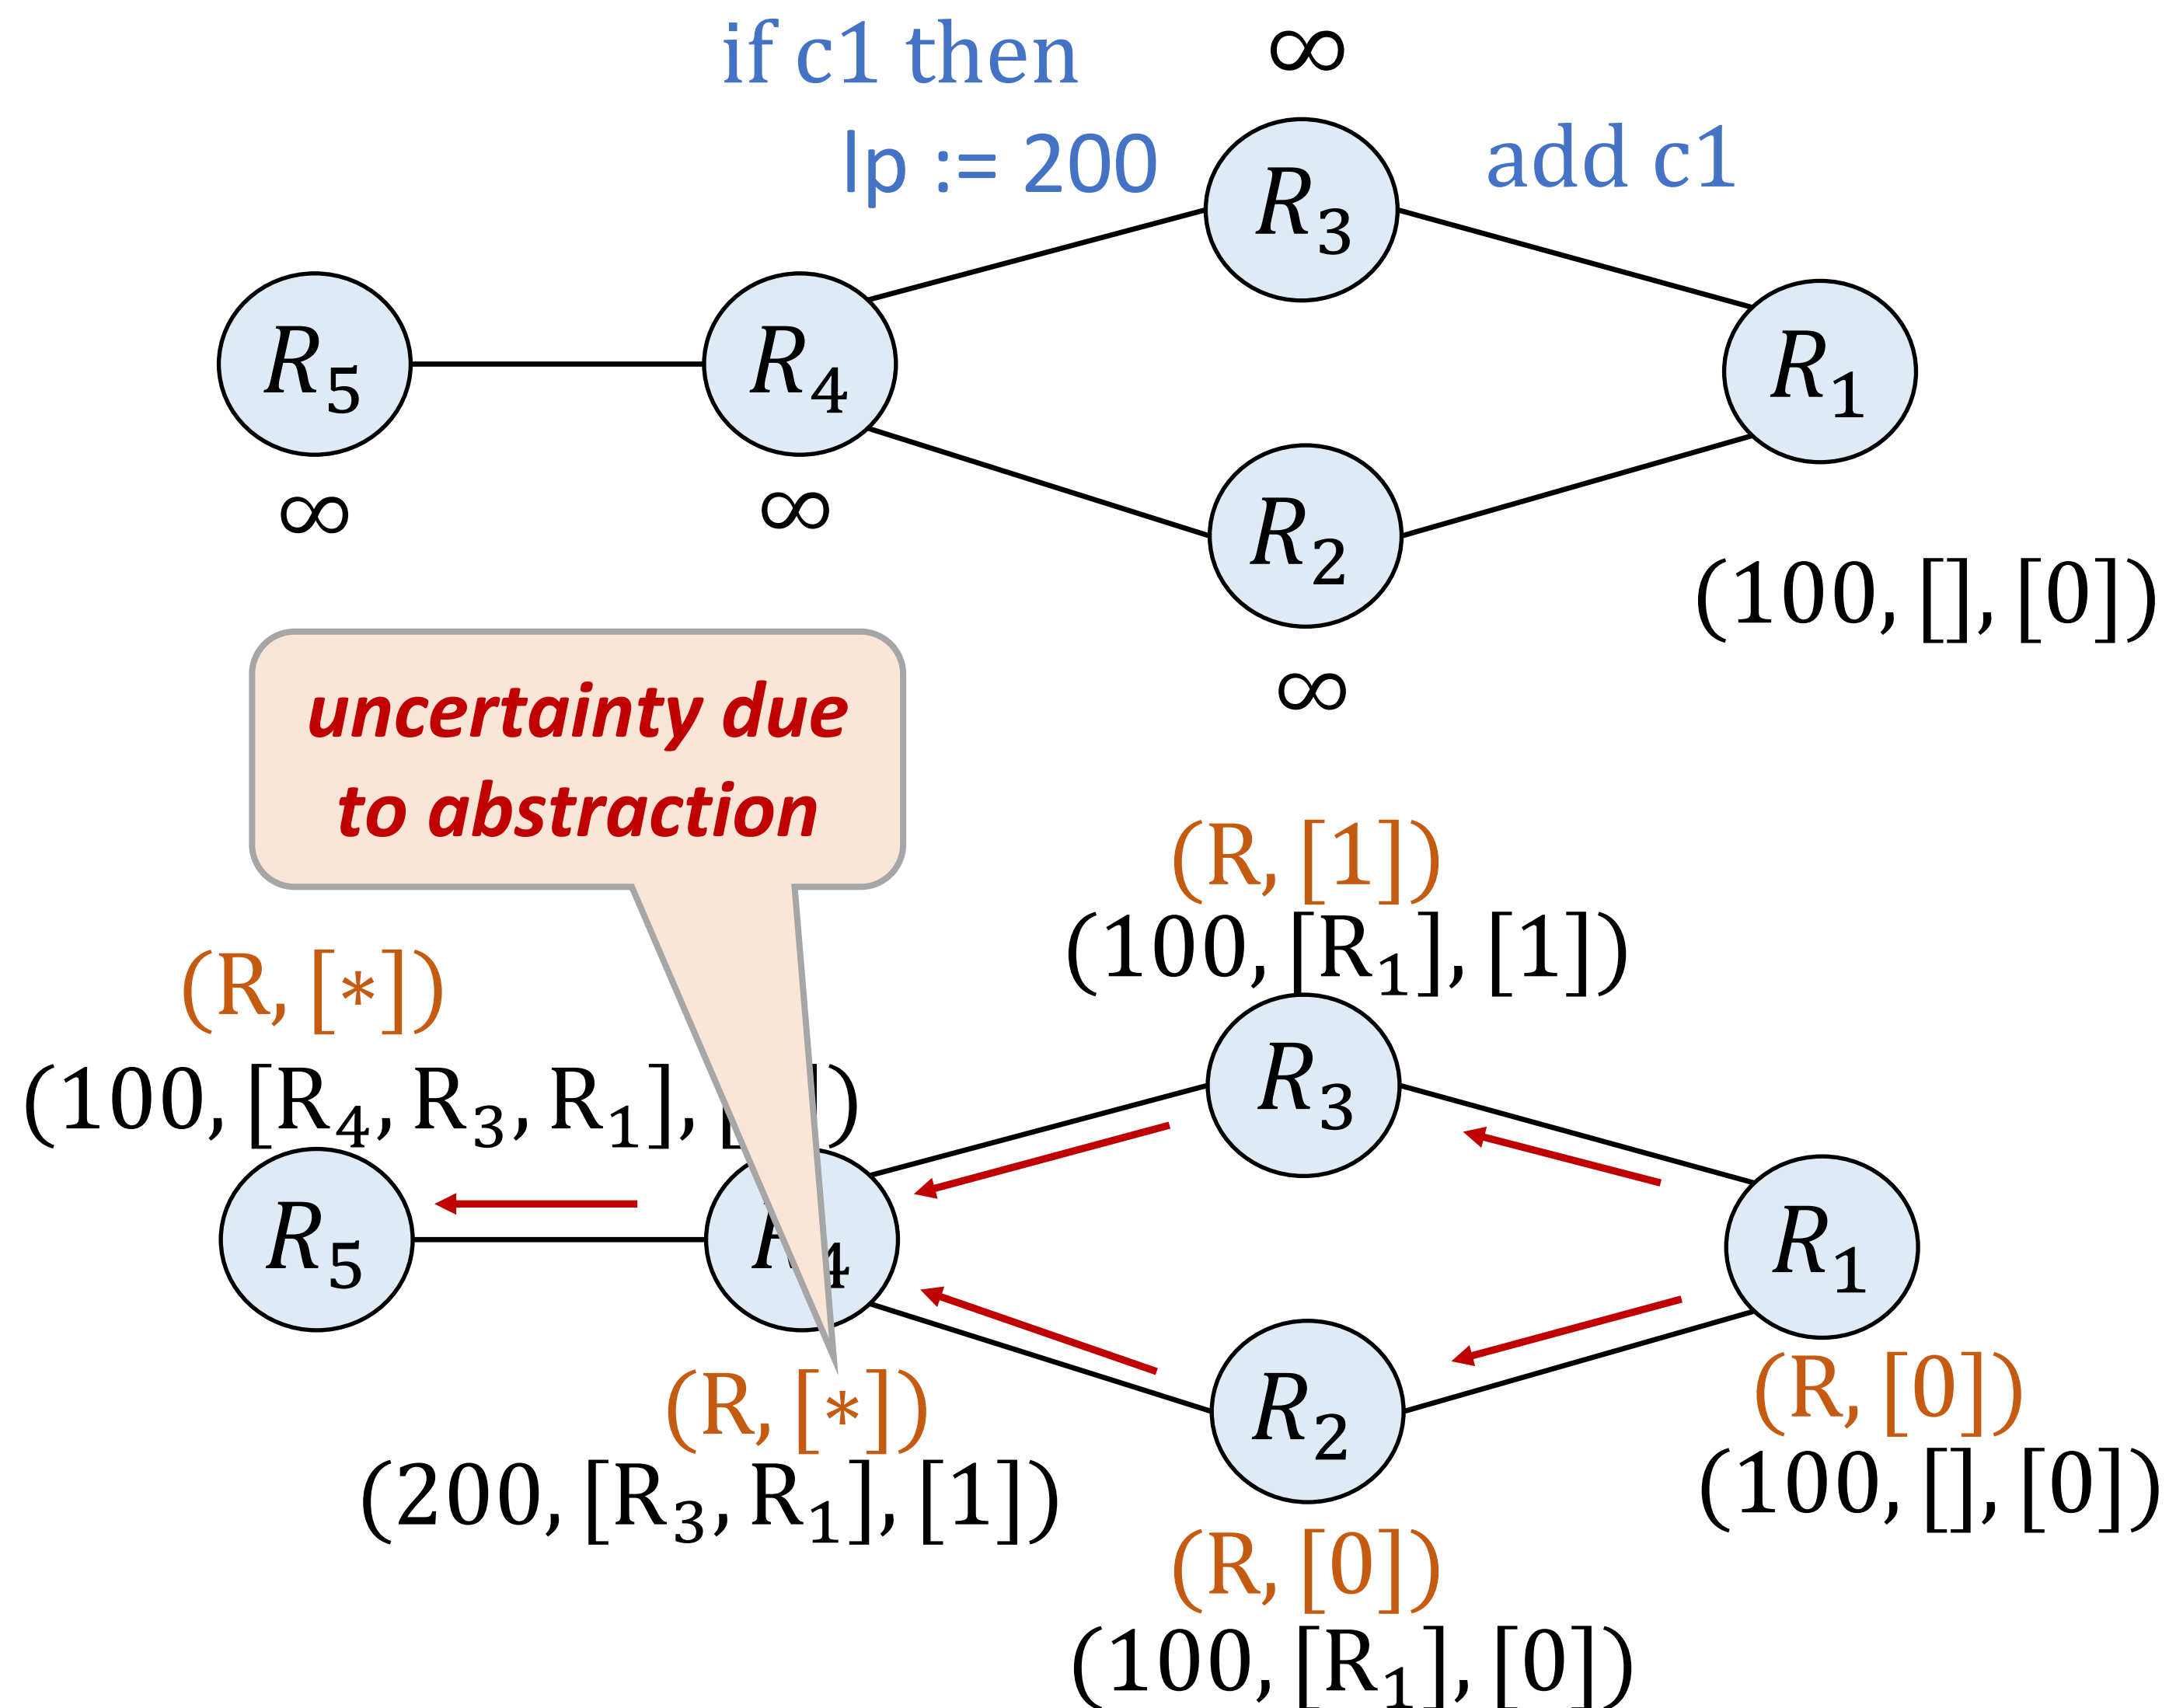 if c1 then
∞
lp := 200
add c1
R₃
R₅
R₄
R₁
∞
∞
R₂
(100, [], [0])
∞
uncertainty due
to abstraction
(R, [1])
(100, [R₁], [1])
(R, [*])
(100, [R₄, R₃, R₁], [ ])
R₃
R₅
R₁
(R, [*])
(200, [R₃, R₁], [1])
R₂
(R, [0])
(100, [], [0])
(R, [0])
(100, [R₁], [0])